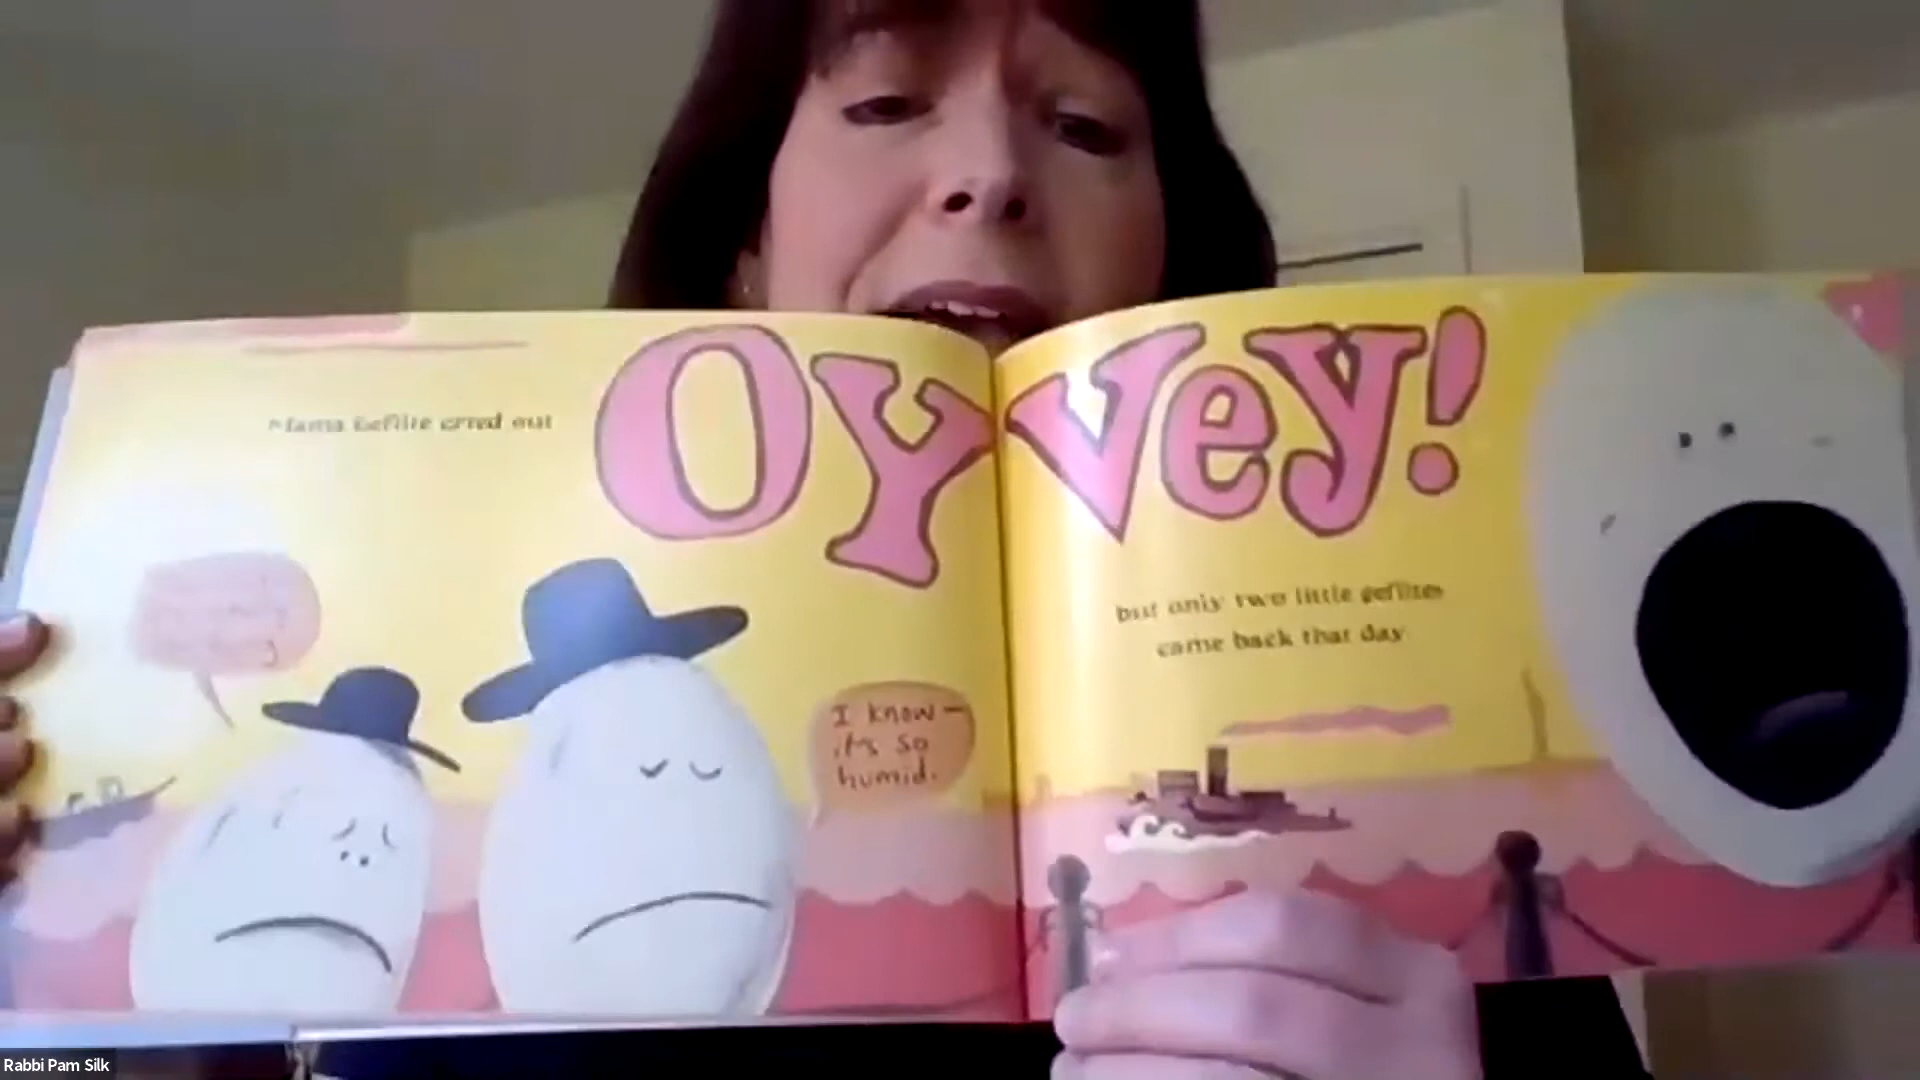 Mama Gefilte cried out
OY VEY!
but only two little gefiltes
came back that day
I know—
it's so
humid.
Rabbi Pam Silk